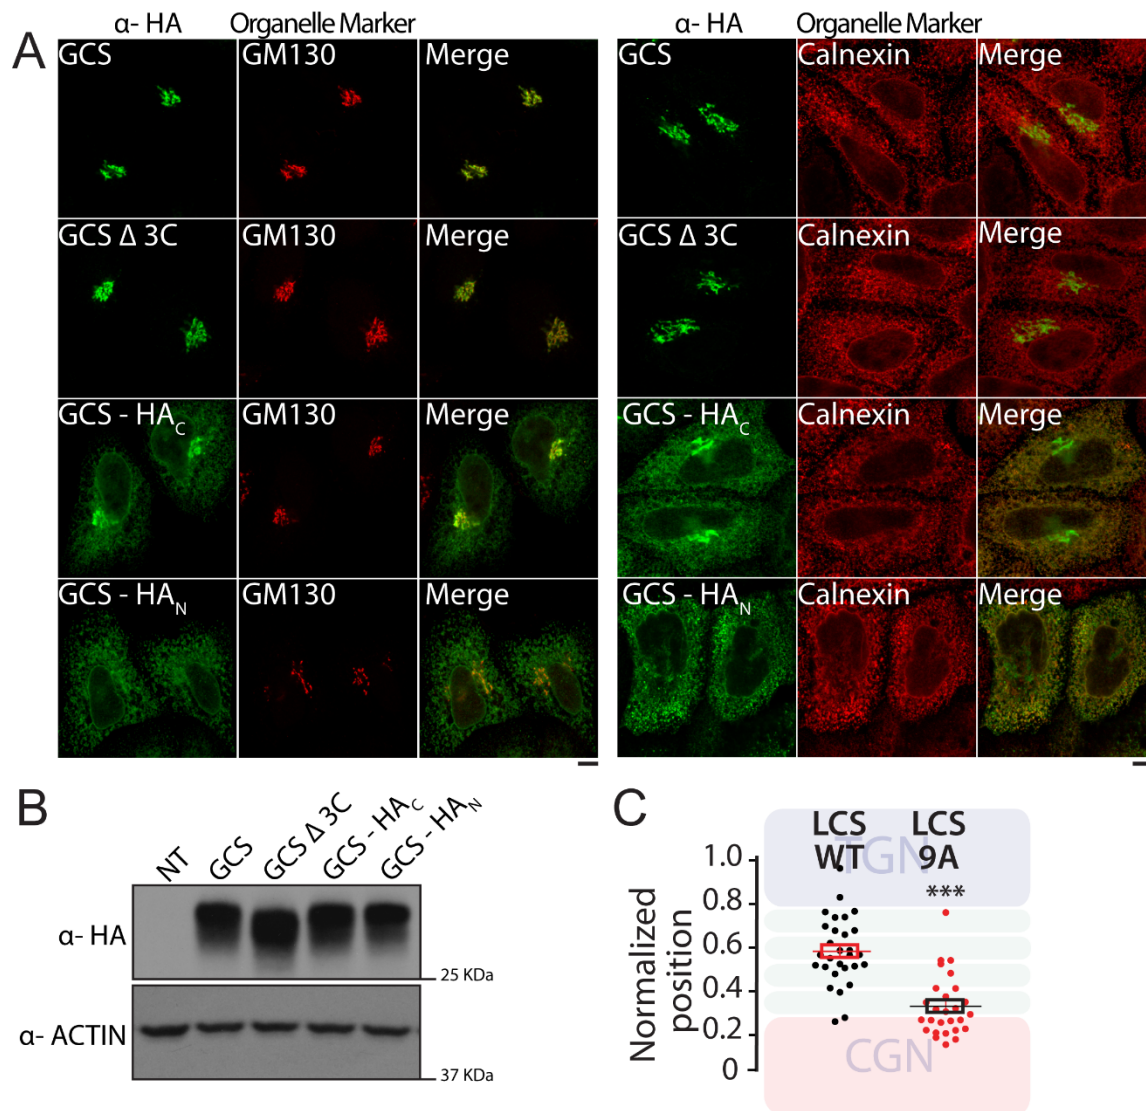 A
α- HA Organelle Marker
α- HA Organelle Marker
GCS GM130 Merge
GCS Calnexin Merge
GCS Δ 3C GM130 Merge
GCS Δ 3C Calnexin Merge
GCS - HAC GM130 Merge
GCS - HAC Calnexin Merge
GCS - HAN GM130 Merge
GCS - HAN Calnexin Merge
B
NT GCS GCS Δ 3C GCS - HAC GCS - HAN
α- HA
25 KDa
α- ACTIN
37 KDa
C
LCS WT
LCS 9A
TGN
***
Normalized position
1.0
0.8
0.6
0.4
0.2
0
CGN